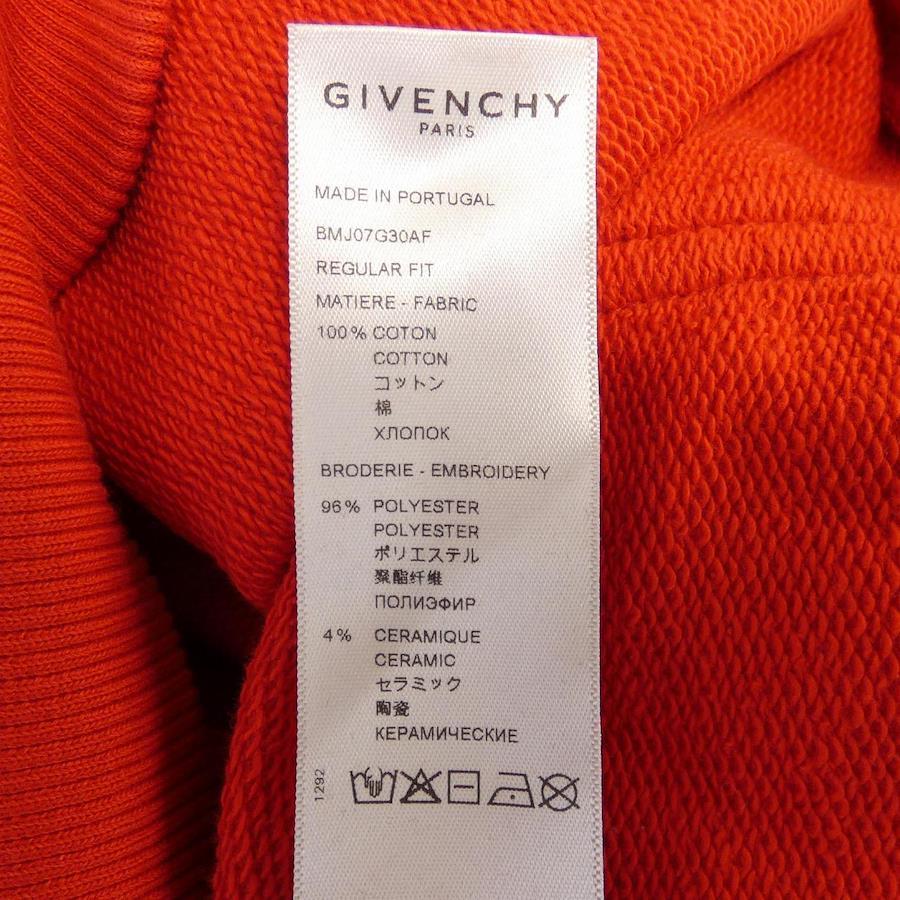 GIVENCHY
PARIS
MADE IN PORTUGAL
BMJ07G30AF
REGULAR FIT
MATIERE - FABRIC
100% COTON
COTTON
コットン
棉
ХЛОПОК
BRODERIE - EMBROIDERY
96% POLYESTER
POLYESTER
ポリエステル
聚酯纤维
ПОЛИЭФИР
4% CERAMIQUE
CERAMIC
セラミック
陶瓷
КЕРАМИЧЕСКИЕ
1292